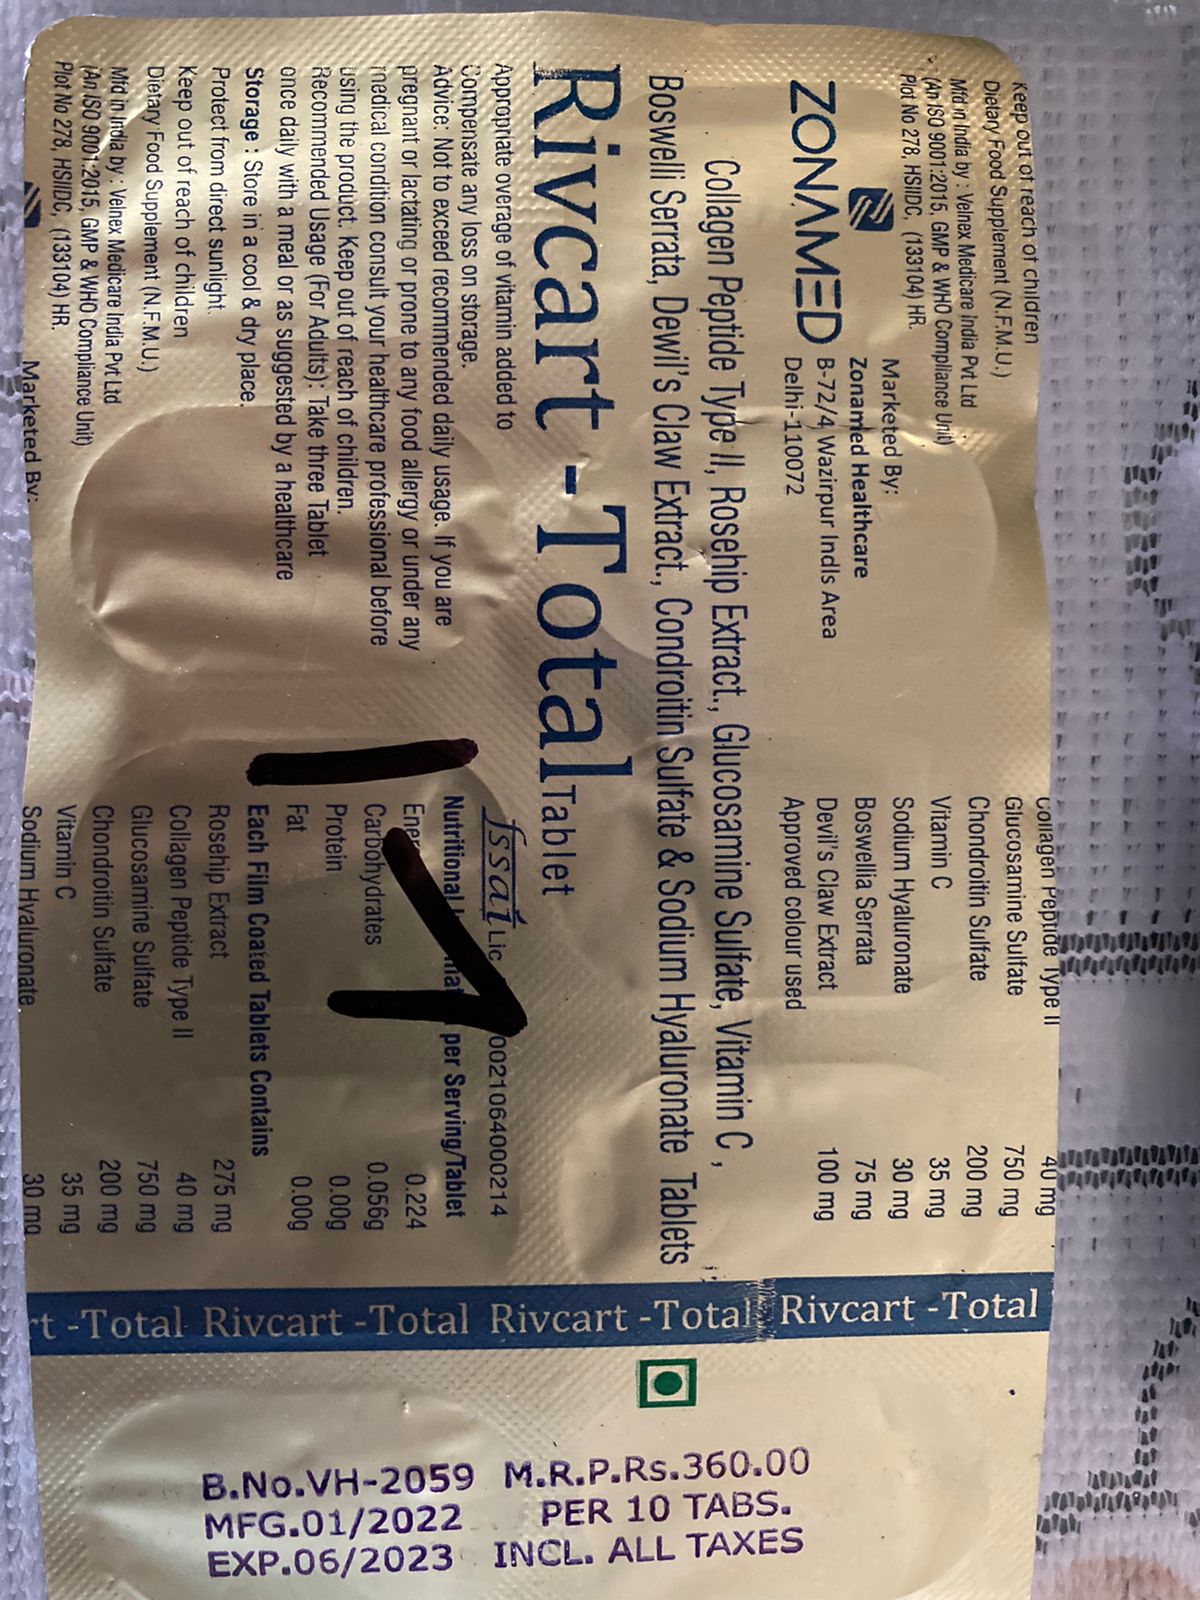 Keep out of reach of children
Dietary Food Supplement (N.F.M.U.)
Mfd in India by : Velnex Medicare India Pvt Ltd
(An ISO 9001:2015, GMP & WHO Compliance Unit)
Plot No 278, HSIIDC, (133104) HR.
ZONAMED
Marketed By:
Zonamed Healthcare
B-72/4 Wazirpur Indls Area
Delhi-110072
Collagen Peptide Type II 40 mg
Glucosamine Sulfate 750 mg
Chondroitin Sulfate 200 mg
Vitamin C 35 mg
Sodium Hyaluronate 30 mg
Boswellia Serrata 75 mg
Devil's Claw Extract 100 mg
Approved colour used
Collagen Peptide Type II, Rosehip Extract., Glucosamine Sulfate, Vitamin C ,
Boswelli Serrata, Dewil's Claw Extract., Condroitin Sulfate & Sodium Hyaluronate Tablets
Rivcart - Total Tablet
Appropriate overage of vitamin added to
Compensate any loss on storage.
Advice: Not to exceed recommended daily usage. If you are
pregnant or lactating or prone to any food allergy or under any
medical condition consult your healthcare professional before
using the product. Keep out of reach of children.
Recommended Usage (For Adults): Take three Tablet
once daily with a meal or as suggested by a healthcare
Storage : Store in a cool & dry place.
Protect from direct sunlight.
Keep out of reach of children
Dietary Food Supplement (N.F.M.U.)
Mfd in India by : Velnex Medicare India Pvt Ltd
(An ISO 9001:2015, GMP & WHO Compliance Unit)
Plot No 278, HSIIDC, (133104) HR.
Marketed By:
fssai Lic 00210640002​14
Nutritional per Serving/Tablet
0.224
Carbohydrates 0.056g
Protein 0.00g
Fat 0.00g
Each Film Coated Tablets Contains
Rosehip Extract 275 mg
Collagen Peptide Type II 40 mg
Glucosamine Sulfate 750 mg
Chondroitin Sulfate 200 mg
Vitamin C 35 mg
Sodium Hyaluronate 30 mg
rt -Total Rivcart -Total Rivcart -Total Rivcart -Total
B.No.VH-2059 M.R.P.Rs.360.00
MFG.01/2022 PER 10 TABS.
EXP.06/2023 INCL. ALL TAXES